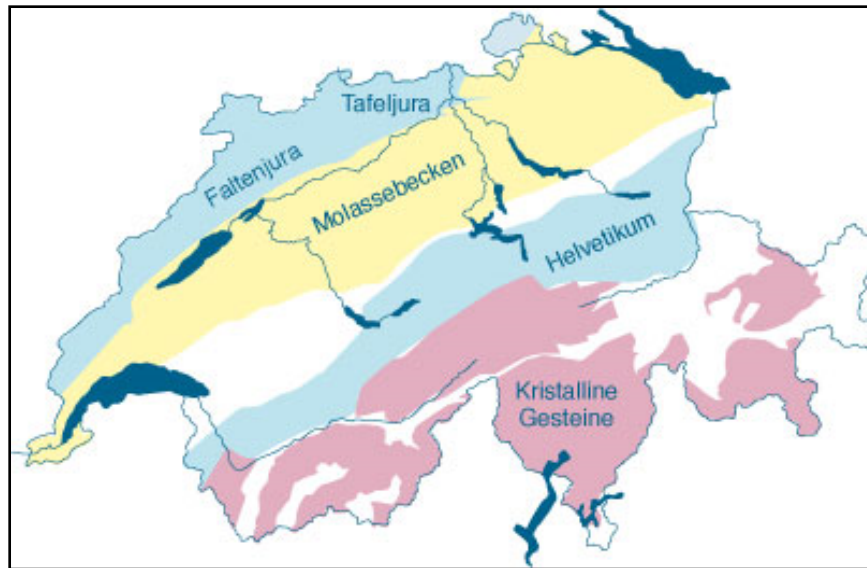 Tafeljura
Faltenjura
Molassebecken
Helvetikum
Kristalline
Gesteine